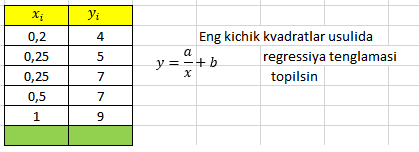 xᵢ yᵢ
0,2 4
0,25 5
0,25 7
0,5 7
1 9
Eng kichik kvadratlar usulida
y = a/x + b regressiya tenglamasi
topilsin